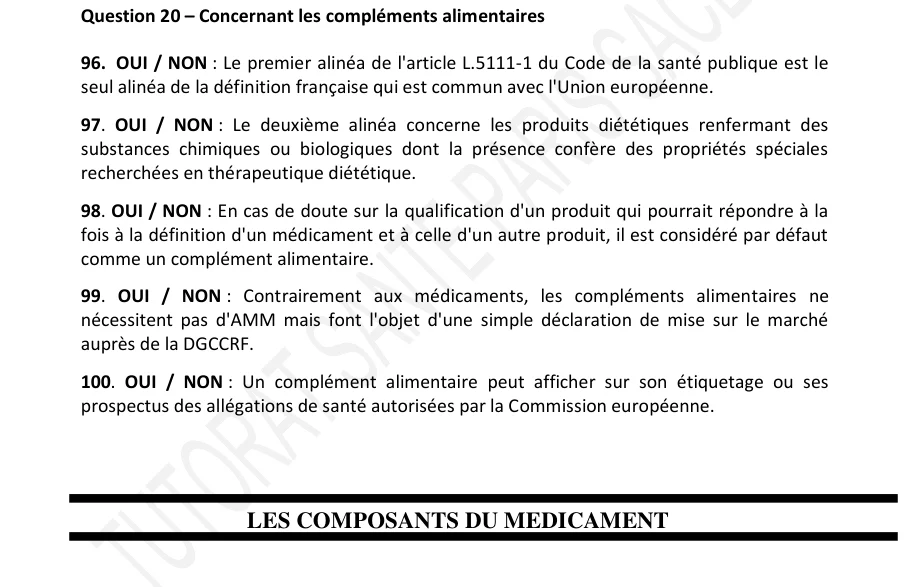 Question 20 – Concernant les compléments alimentaires
96. OUI / NON : Le premier alinéa de l'article L.5111-1 du Code de la santé publique est le
seul alinéa de la définition française qui est commun avec l'Union européenne.
97. OUI / NON : Le deuxième alinéa concerne les produits diététiques renfermant des
substances chimiques ou biologiques dont la présence confère des propriétés spéciales
recherchées en thérapeutique diététique.
98. OUI / NON : En cas de doute sur la qualification d'un produit qui pourrait répondre à la
fois à la définition d'un médicament et à celle d'un autre produit, il est considéré par défaut
comme un complément alimentaire.
99. OUI / NON : Contrairement aux médicaments, les compléments alimentaires ne
nécessitent pas d'AMM mais font l'objet d'une simple déclaration de mise sur le marché
auprès de la DGCCRF.
100. OUI / NON : Un complément alimentaire peut afficher sur son étiquetage ou ses
prospectus des allégations de santé autorisées par la Commission européenne.
LES COMPOSANTS DU MEDICAMENT
TUTORAT SANTE PARIS SACL